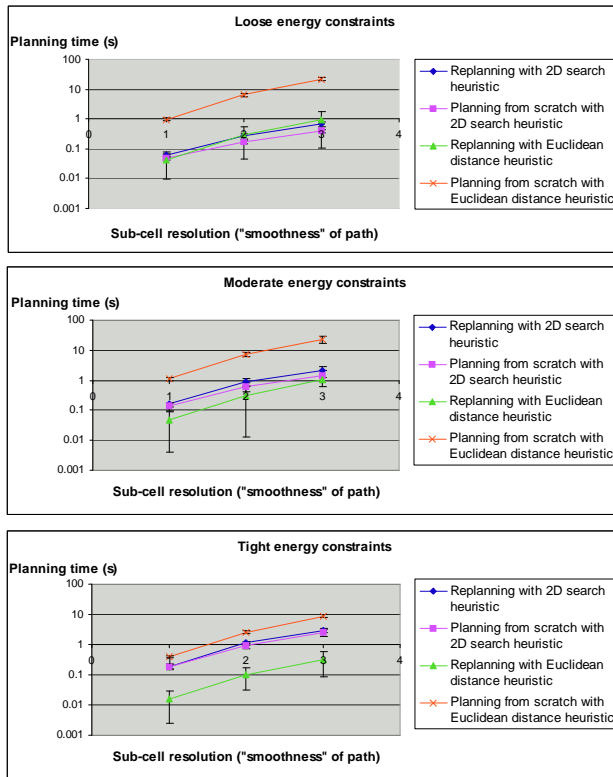 Loose energy constraints
Planning time (s)
100
10
1
0.1
0.01
0.001
0 1 2 3 4
Sub-cell resolution ("smoothness" of path)
Replanning with 2D search
heuristic
Planning from scratch with
2D search heuristic
Replanning with Euclidean
distance heuristic
Planning from scratch with
Euclidean distance heuristic
Moderate energy constraints
Planning time (s)
100
10
1
0.1
0.01
0.001
0 1 2 3 4
Sub-cell resolution ("smoothness" of path)
Replanning with 2D search
heuristic
Planning from scratch with
2D search heuristic
Replanning with Euclidean
distance heuristic
Planning from scratch with
Euclidean distance heuristic
Tight energy constraints
Planning time (s)
100
10
1
0.1
0.01
0.001
0 1 2 3 4
Sub-cell resolution ("smoothness" of path)
Replanning with 2D search
heuristic
Planning from scratch with
2D search heuristic
Replanning with Euclidean
distance heuristic
Planning from scratch with
Euclidean distance heuristic